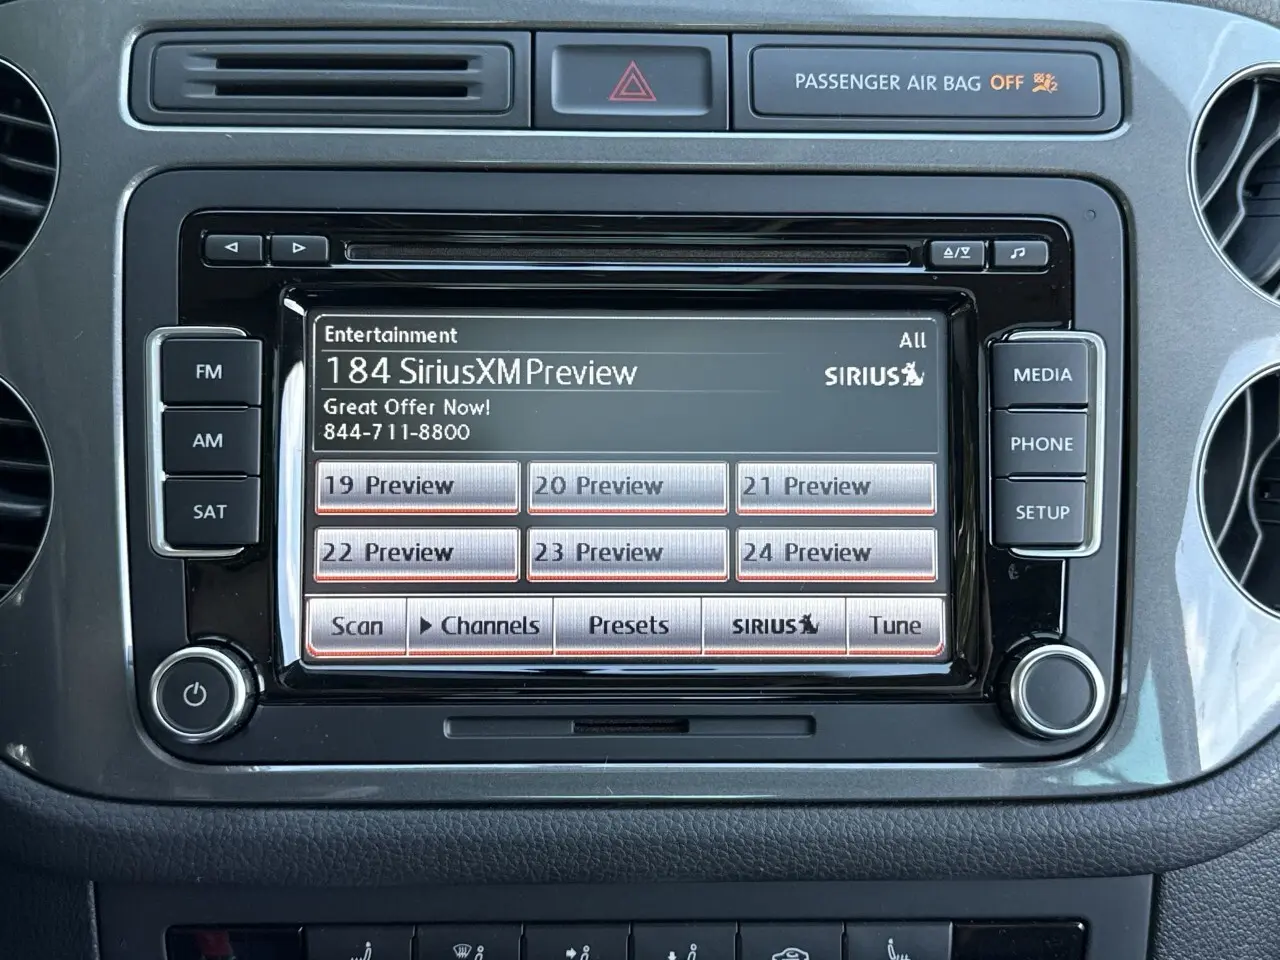 PASSENGER AIR BAG OFF
FM
AM
SAT
MEDIA
PHONE
SETUP
Entertainment
All
184 SiriusXM Preview
SIRIUS
Great Offer Now!
844-711-8800
19 Preview
20 Preview
21 Preview
22 Preview
23 Preview
24 Preview
Scan
Channels
Presets
SIRIUS
Tune